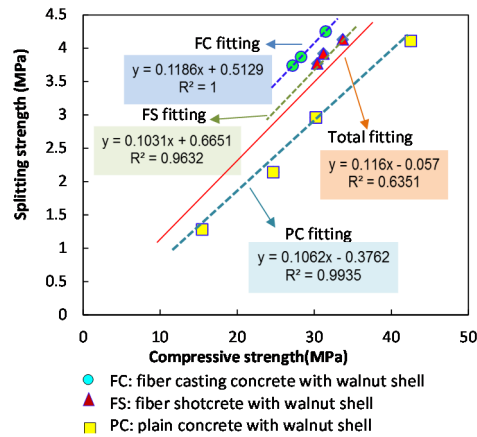 4.5
4
3.5
3
2.5
2
1.5
1
0.5
0
Splitting strength (MPa)
FC fitting
y = 0.1186x + 0.5129
R² = 1
FS fitting
y = 0.1031x + 0.6651
R² = 0.9632
Total fitting
y = 0.116x - 0.057
R² = 0.6351
PC fitting
y = 0.1062x - 0.3762
R² = 0.9935
0 10 20 30 40 50
Compressive strength(MPa)
FC: fiber casting concrete with walnut shell
FS: fiber shotcrete with walnut shell
PC: plain concrete with walnut shell